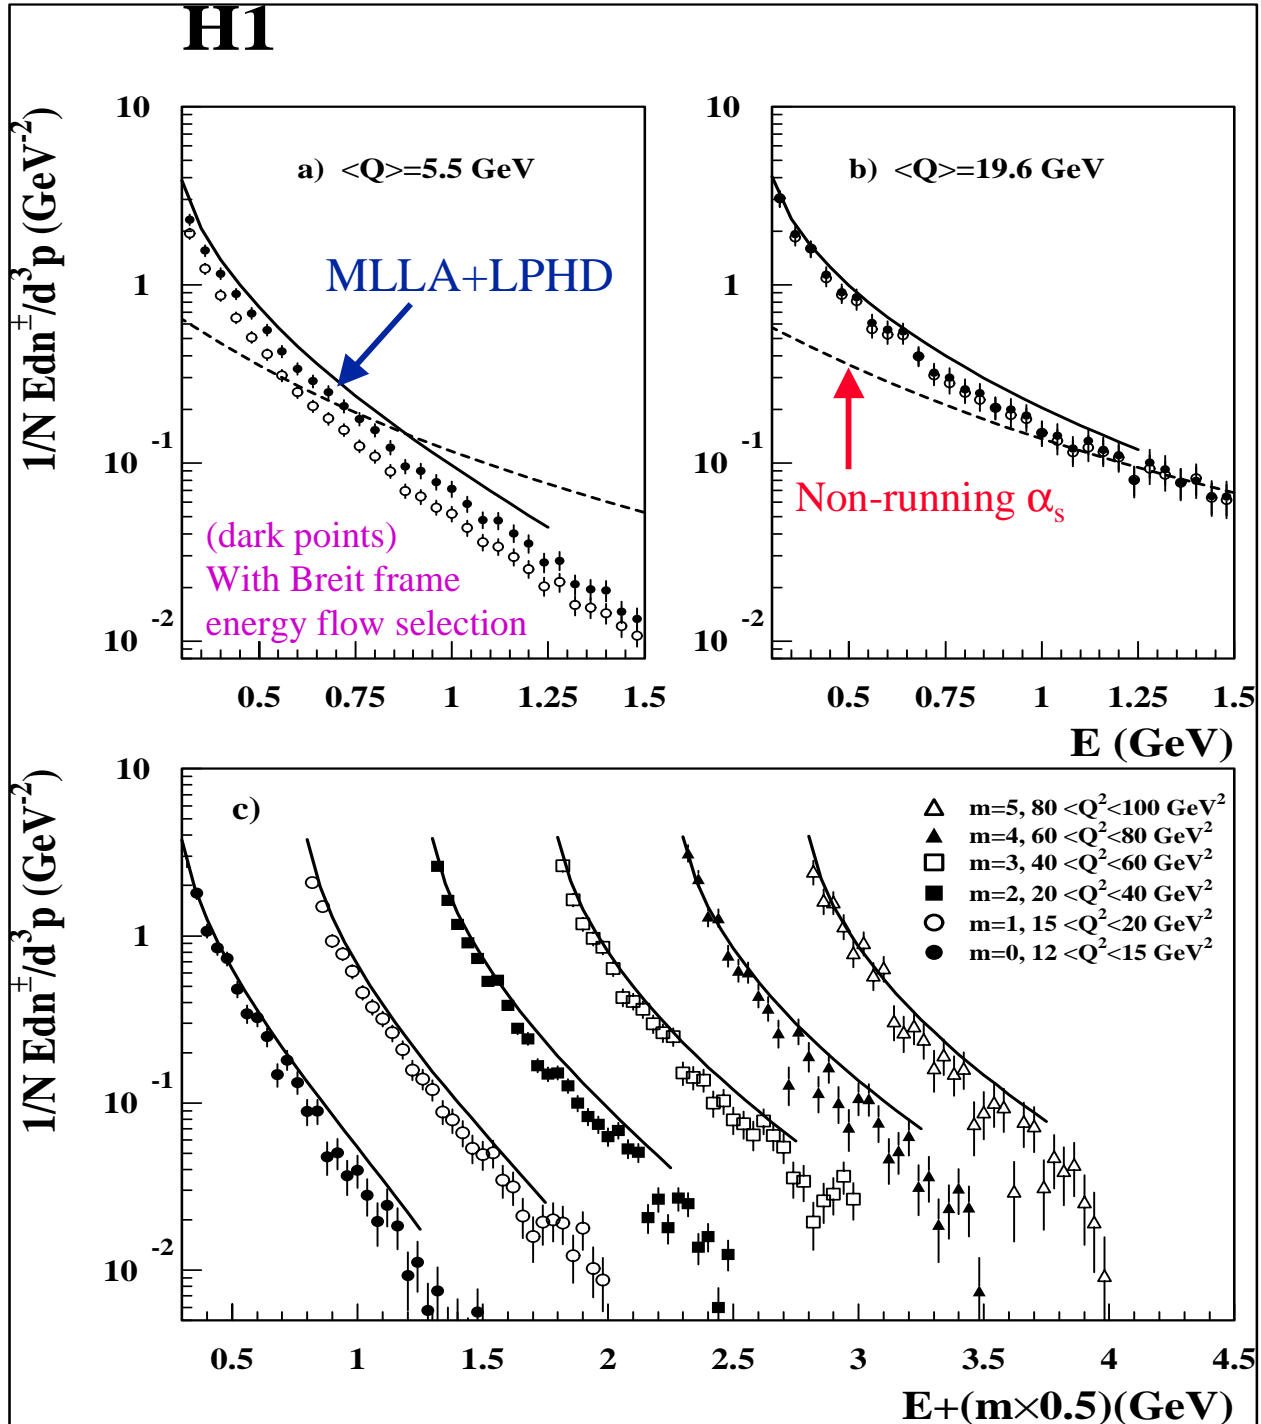 H1
1/N Edn±/d³p (GeV⁻²)
10
1
10⁻¹
10⁻²
a) <Q>=5.5 GeV
MLLA+LPHD
(dark points)
With Breit frame
energy flow selection
0.5 0.75 1 1.25 1.5
10
1
10⁻¹
10⁻²
b) <Q>=19.6 GeV
Non-running αₛ
0.5 0.75 1 1.25 1.5
E (GeV)
1/N Edn±/d³p (GeV⁻²)
10
1
10⁻¹
10⁻²
c)
m=5, 80 <Q²<100 GeV²
m=4, 60 <Q²<80 GeV²
m=3, 40 <Q²<60 GeV²
m=2, 20 <Q²<40 GeV²
m=1, 15 <Q²<20 GeV²
m=0, 12 <Q²<15 GeV²
0.5 1 1.5 2 2.5 3 3.5 4 4.5
E+(m×0.5)(GeV)